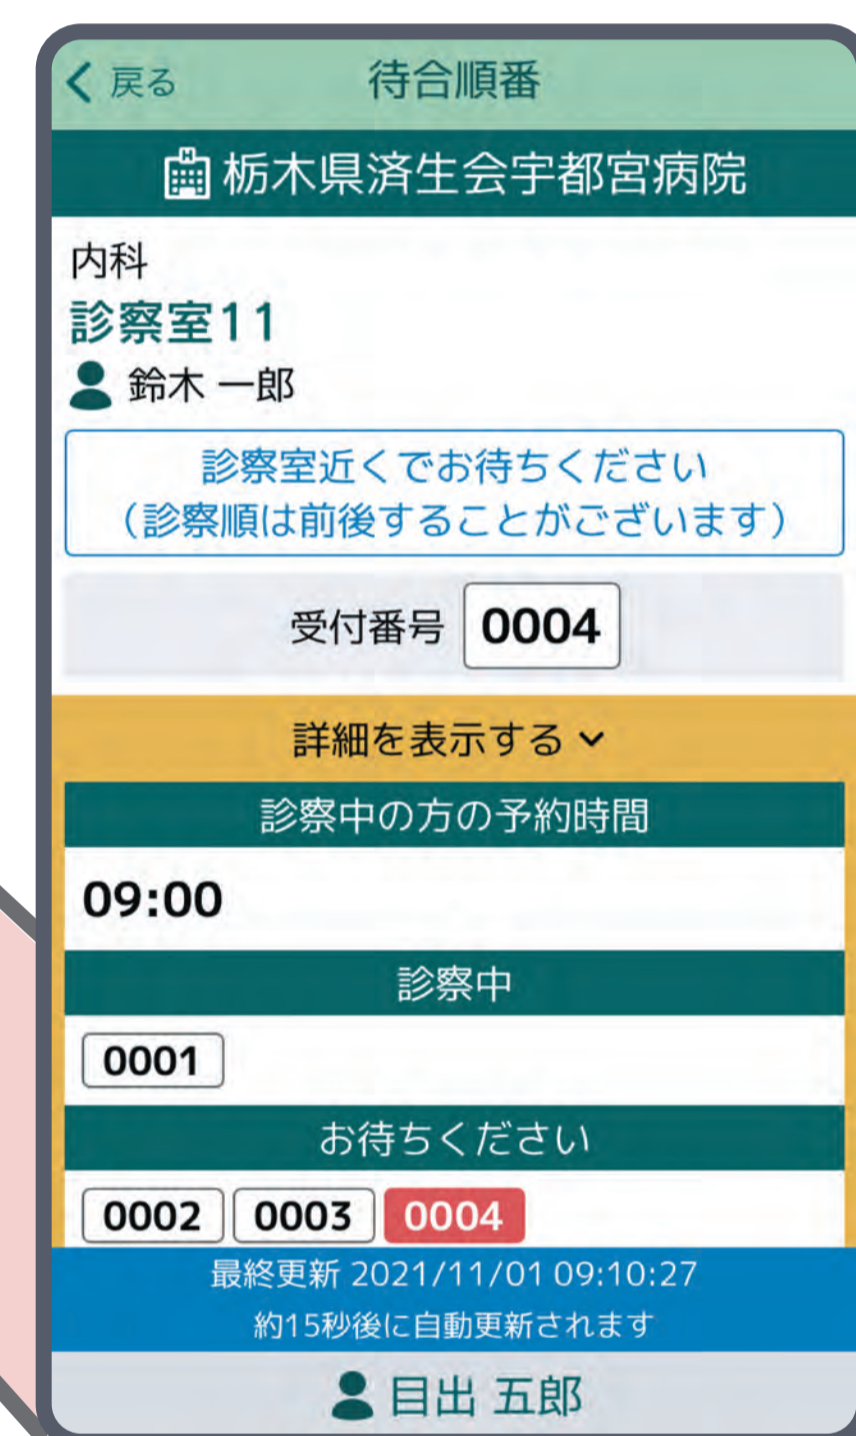 戻る 待合順番
栃木県済生会宇都宮病院
内科
診察室11
鈴木 一郎
診察室近くでお待ちください
（診察順は前後することがございます）
受付番号 0004
詳細を表示する
診察中の方の予約時間
09:00
診察中
0001
お待ちください
0002 0003 0004
最終更新 2021/11/01 09:10:27
約15秒後に自動更新されます
目出 五郎